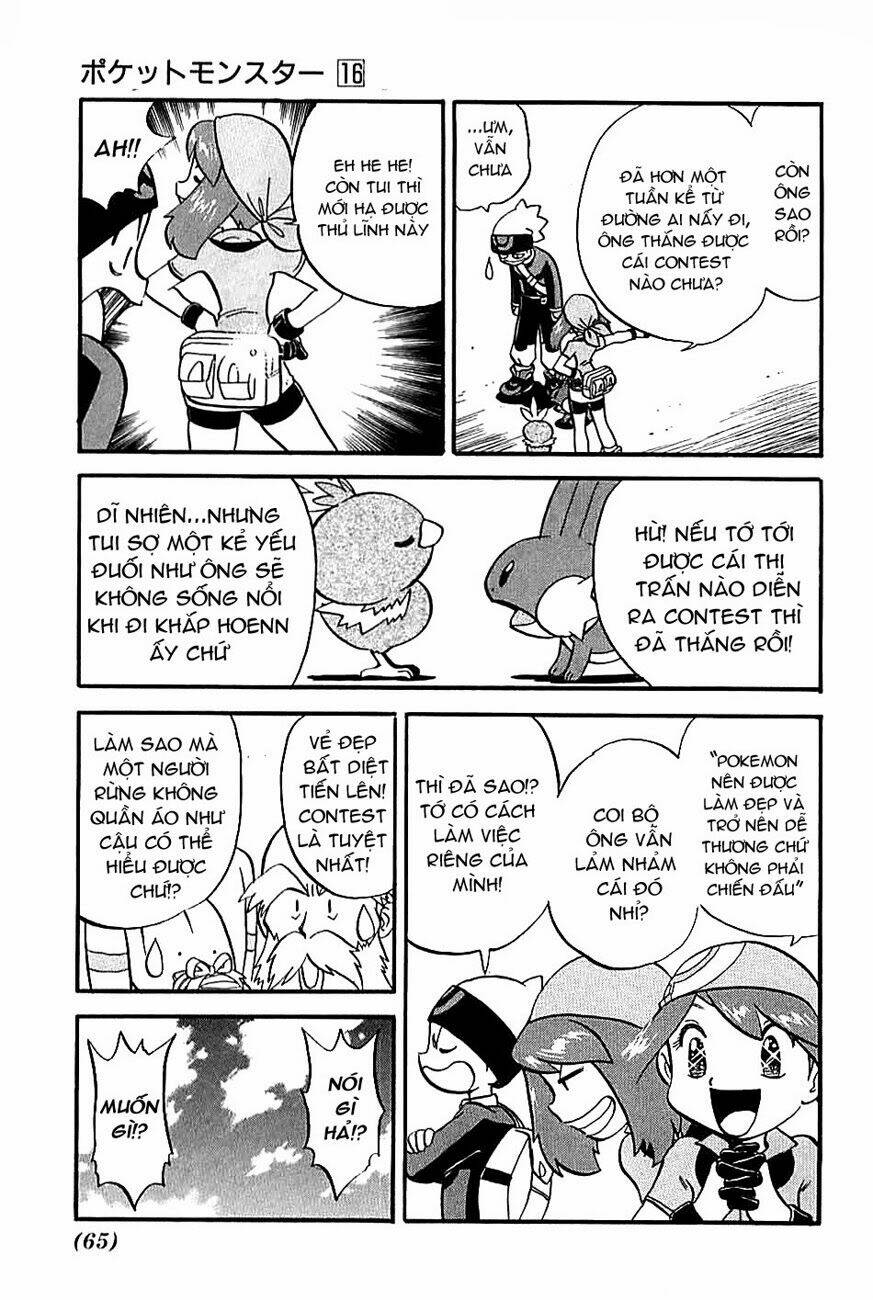 ポケットモンスター 16
CÒN
ÔNG
SAO
RỒI?
ĐÃ HƠN MỘT
TUẦN KỂ TỪ
ĐƯỜNG AI NẤY ĐI,
ÔNG THẮNG ĐƯỢC
CÁI CONTEST
NÀO CHƯA?
...ƯM,
VẪN
CHƯA
EH HE HE!
CÒN TUI THÌ
MỚI HẠ ĐƯỢC
THỦ LĨNH NÀY
AH!!
HỪ! NẾU TỚ TỚI
ĐƯỢC CÁI THỊ
TRẤN NÀO DIỄN
RA CONTEST THÌ
ĐÃ THẮNG RỒI!
DĨ NHIÊN...NHƯNG
TUI SỢ MỘT KẺ YẾU
ĐUỐI NHƯ ÔNG SẼ
KHÔNG SỐNG NỔI
KHI ĐI KHẮP HOENN
ẤY CHỨ
"POKEMON
NÊN ĐƯỢC
LÀM ĐẸP VÀ
TRỞ NÊN DỄ
THƯƠNG CHỨ
KHÔNG PHẢI
CHIẾN ĐẤU"
COI BỘ
ÔNG VẪN
LẢM NHẢM
CÁI ĐÓ
NHỈ?
THÌ ĐÃ SAO!?
TỚ CÓ CÁCH
LÀM VIỆC
RIÊNG CỦA
MÌNH!
VẺ ĐẸP
BẤT DIỆT
TIẾN LÊN!
CONTEST
LÀ TUYỆT
NHẤT!
LÀM SAO MÀ
MỘT NGƯỜI
RỪNG KHÔNG
QUẦN ÁO NHƯ
CẬU CÓ THỂ
HIỂU ĐƯỢC
CHỨ!?
NÓI
GÌ
HẢ!?
MUỐN
GÌ!?
(65)